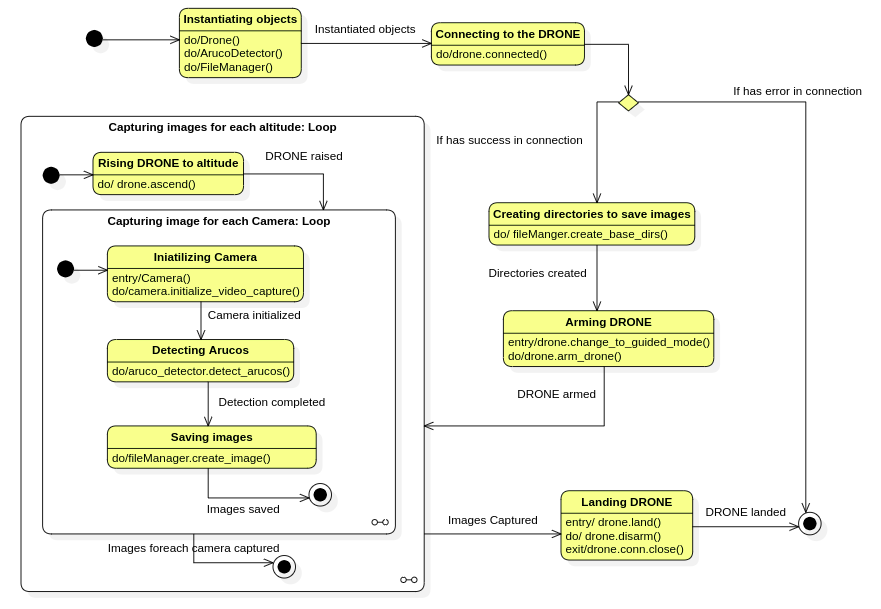 Instantiating objects
do/Drone()
do/ArucoDetector()
do/FileManager()
Instantiated objects
Connecting to the DRONE
do/drone.connected()
If has error in connection
If has success in connection
Creating directories to save images
do/ fileManger.create_base_dirs()
Directories created
Arming DRONE
entry/drone.change_to_guided_mode()
do/drone.arm_drone()
DRONE armed
Capturing images for each altitude: Loop
Rising DRONE to altitude
do/ drone.ascend()
DRONE raised
Capturing image for each Camera: Loop
Iniatilizing Camera
entry/Camera()
do/camera.initialize_video_capture()
Camera initialized
Detecting Arucos
do/aruco_detector.detect_arucos()
Detection completed
Saving images
do/fileManager.create_image()
Images saved
Images foreach camera captured
Images Captured
Landing DRONE
entry/ drone.land()
do/ drone.disarm()
exit/drone.conn.close()
DRONE landed